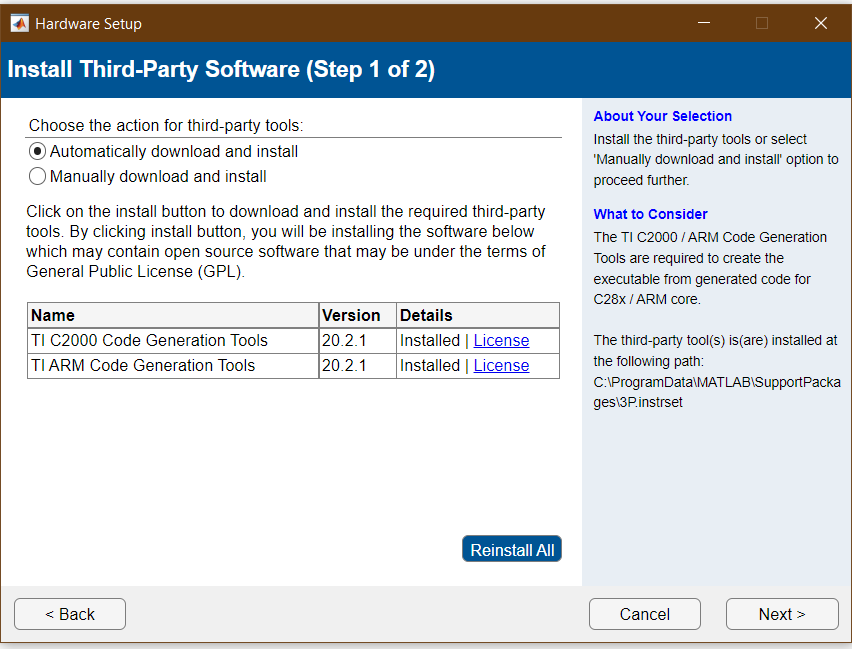 Hardware Setup
Install Third-Party Software (Step 1 of 2)
Choose the action for third-party tools:
Automatically download and install
Manually download and install
Click on the install button to download and install the required third-party
tools. By clicking install button, you will be installing the software below
which may contain open source software that may be under the terms of
General Public License (GPL).
Name Version Details
TI C2000 Code Generation Tools 20.2.1 Installed | License
TI ARM Code Generation Tools 20.2.1 Installed | License
Reinstall All
About Your Selection
Install the third-party tools or select
'Manually download and install' option to
proceed further.
What to Consider
The TI C2000 / ARM Code Generation
Tools are required to create the
executable from generated code for
C28x / ARM core.
The third-party tool(s) is(are) installed at
the following path:
C:\ProgramData\MATLAB\SupportPacka
ges\3P.instrset
< Back
Cancel
Next >